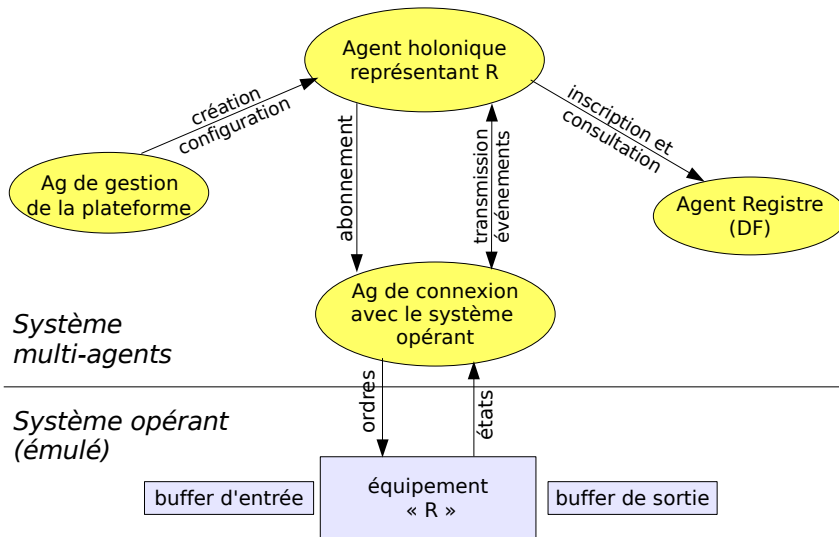 Agent holonique
représentant R
création
configuration
inscription et
consultation
abonnement
transmission
événements
Ag de gestion
de la plateforme
Agent Registre
(DF)
Ag de connexion
avec le système
opérant
Système
multi-agents
ordres
états
Système opérant
(émulé)
buffer d'entrée
équipement
« R »
buffer de sortie